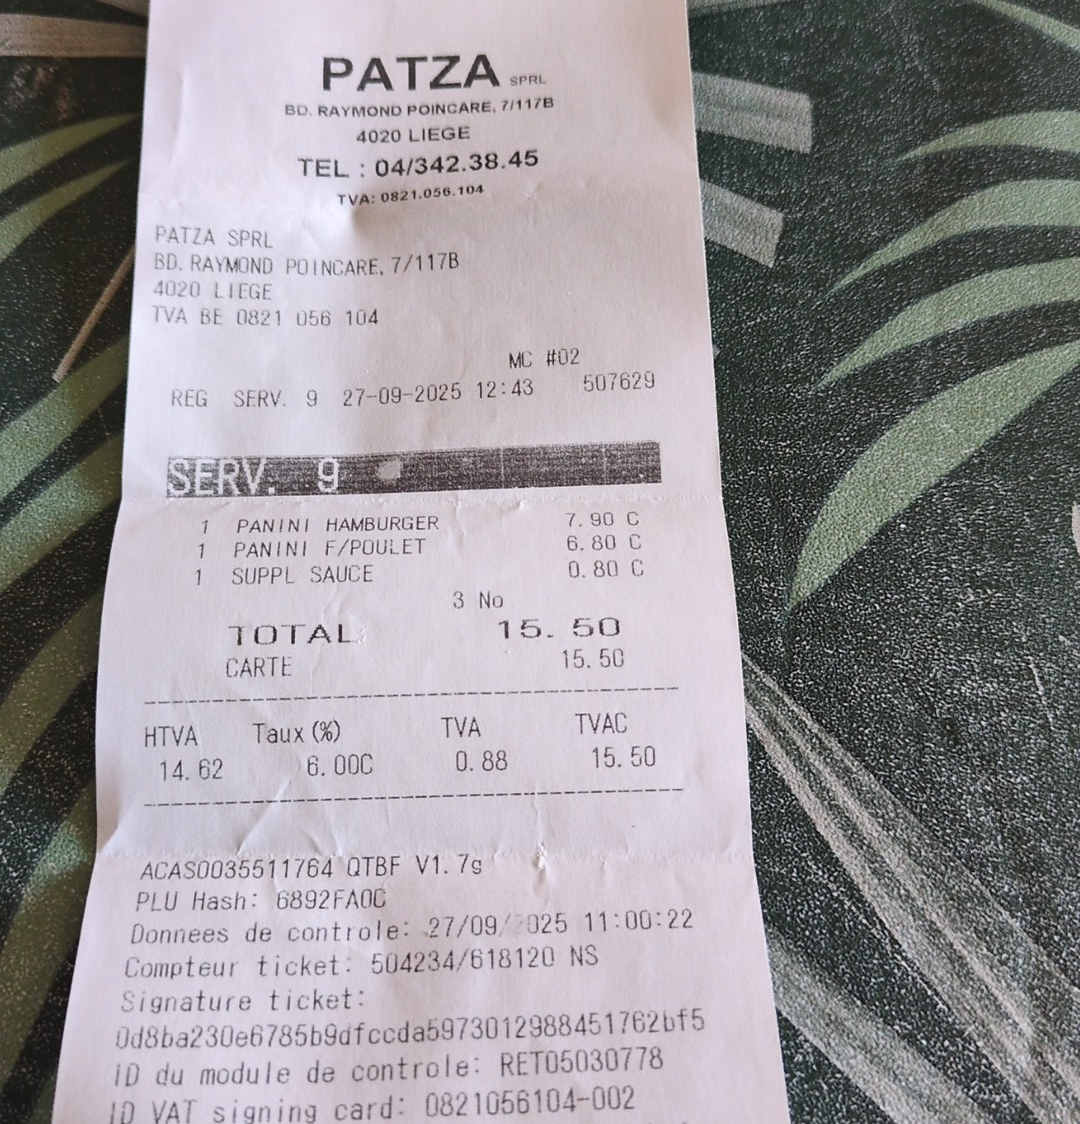 PATZA SPRL
BD. RAYMOND POINCARE, 7/117B
4020 LIEGE
TEL : 04/342.38.45
TVA: 0821.056.104
PATZA SPRL
BD. RAYMOND POINCARE, 7/117B
4020 LIEGE
TVA BE 0821 056 104
MC #02
REG SERV. 9 27-09-2025 12:43 507629
SERV. 9
1 PANINI HAMBURGER 7.90 C
1 PANINI F/POULET 6.80 C
1 SUPPL SAUCE 0.80 C
3 No
TOTAL 15.50
CARTE 15.50
HTVA Taux (%) TVA TVAC
14.62 6.00C 0.88 15.50
ACAS0035511764 QTBF V1.7g
PLU Hash: 6892FA0C
Donnees de controle: 27/09/2025 11:00:22
Compteur ticket: 504234/618120 NS
Signature ticket:
0d8ba230e6785b9dfccda5973012988451762bf5
ID du module de controle: RET05030778
ID VAT signing card: 0821056104-002